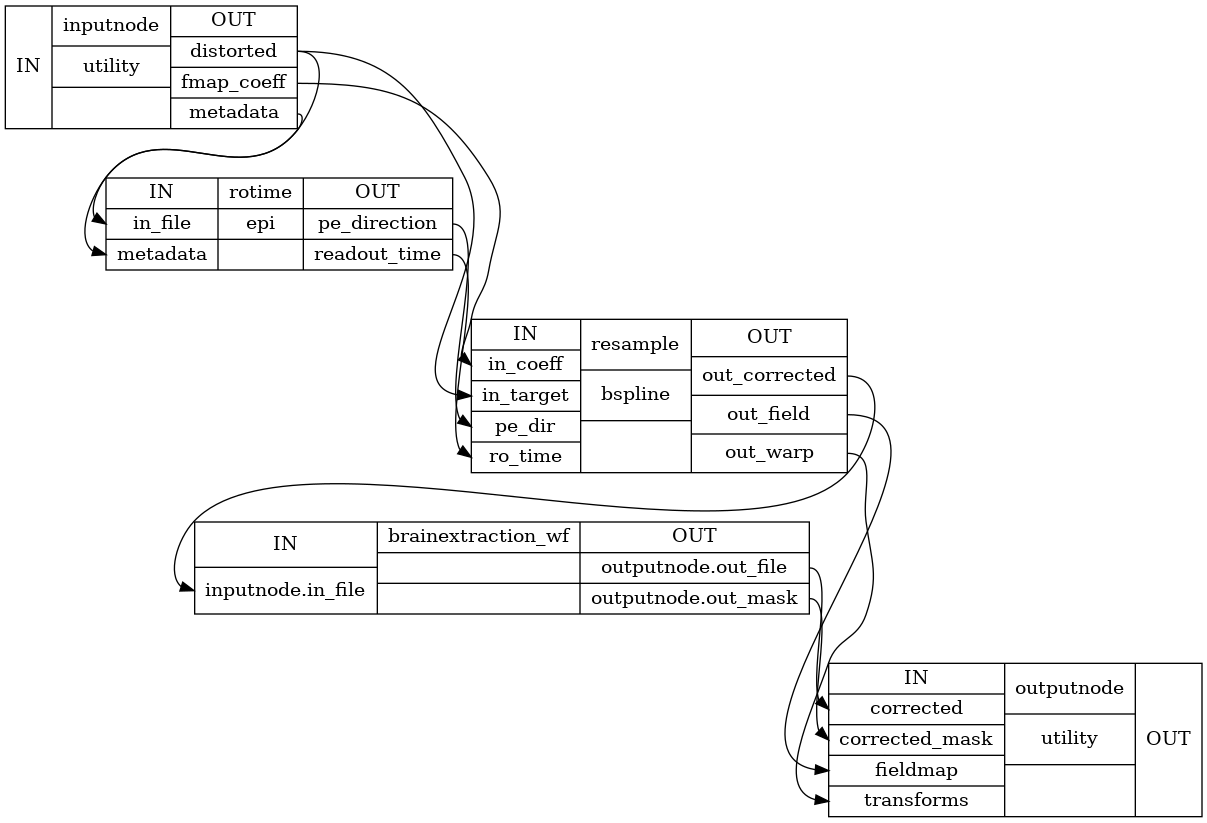 IN
inputnode
utility
OUT
distorted
fmap_coeff
metadata
IN
in_file
metadata
rotime
epi
OUT
pe_direction
readout_time
IN
in_coeff
in_target
pe_dir
ro_time
resample
bspline
OUT
out_corrected
out_field
out_warp
IN
inputnode.in_file
brainextraction_wf
OUT
outputnode.out_file
outputnode.out_mask
IN
corrected
corrected_mask
fieldmap
transforms
outputnode
utility
OUT